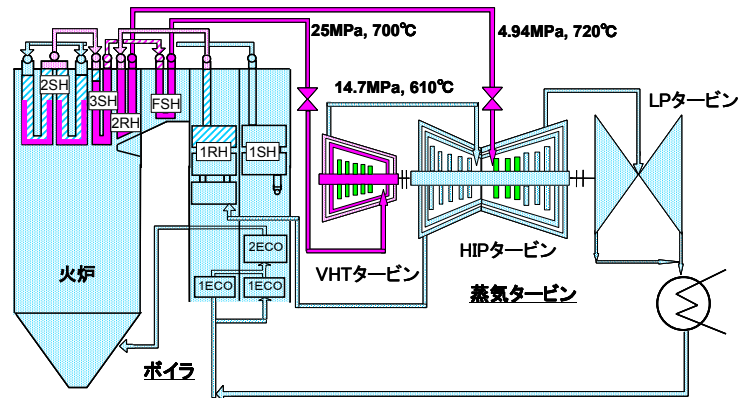 25MPa, 700℃
4.94MPa, 720℃
14.7MPa, 610℃
LPタービン
2SH
3SH
FSH
2RH
1RH
1SH
HIPタービン
VHTタービン
蒸気タービン
2ECO
火炉
1ECO
1ECO
ボイラ